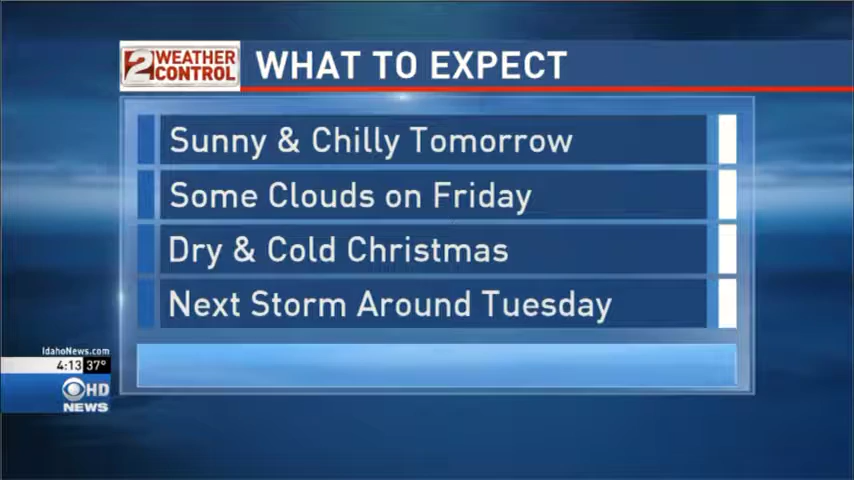 2 WEATHER
CONTROL
WHAT TO EXPECT
Sunny & Chilly Tomorrow
Some Clouds on Friday
Dry & Cold Christmas
Next Storm Around Tuesday
IdahoNews.com
4:13 37°
HD
NEWS